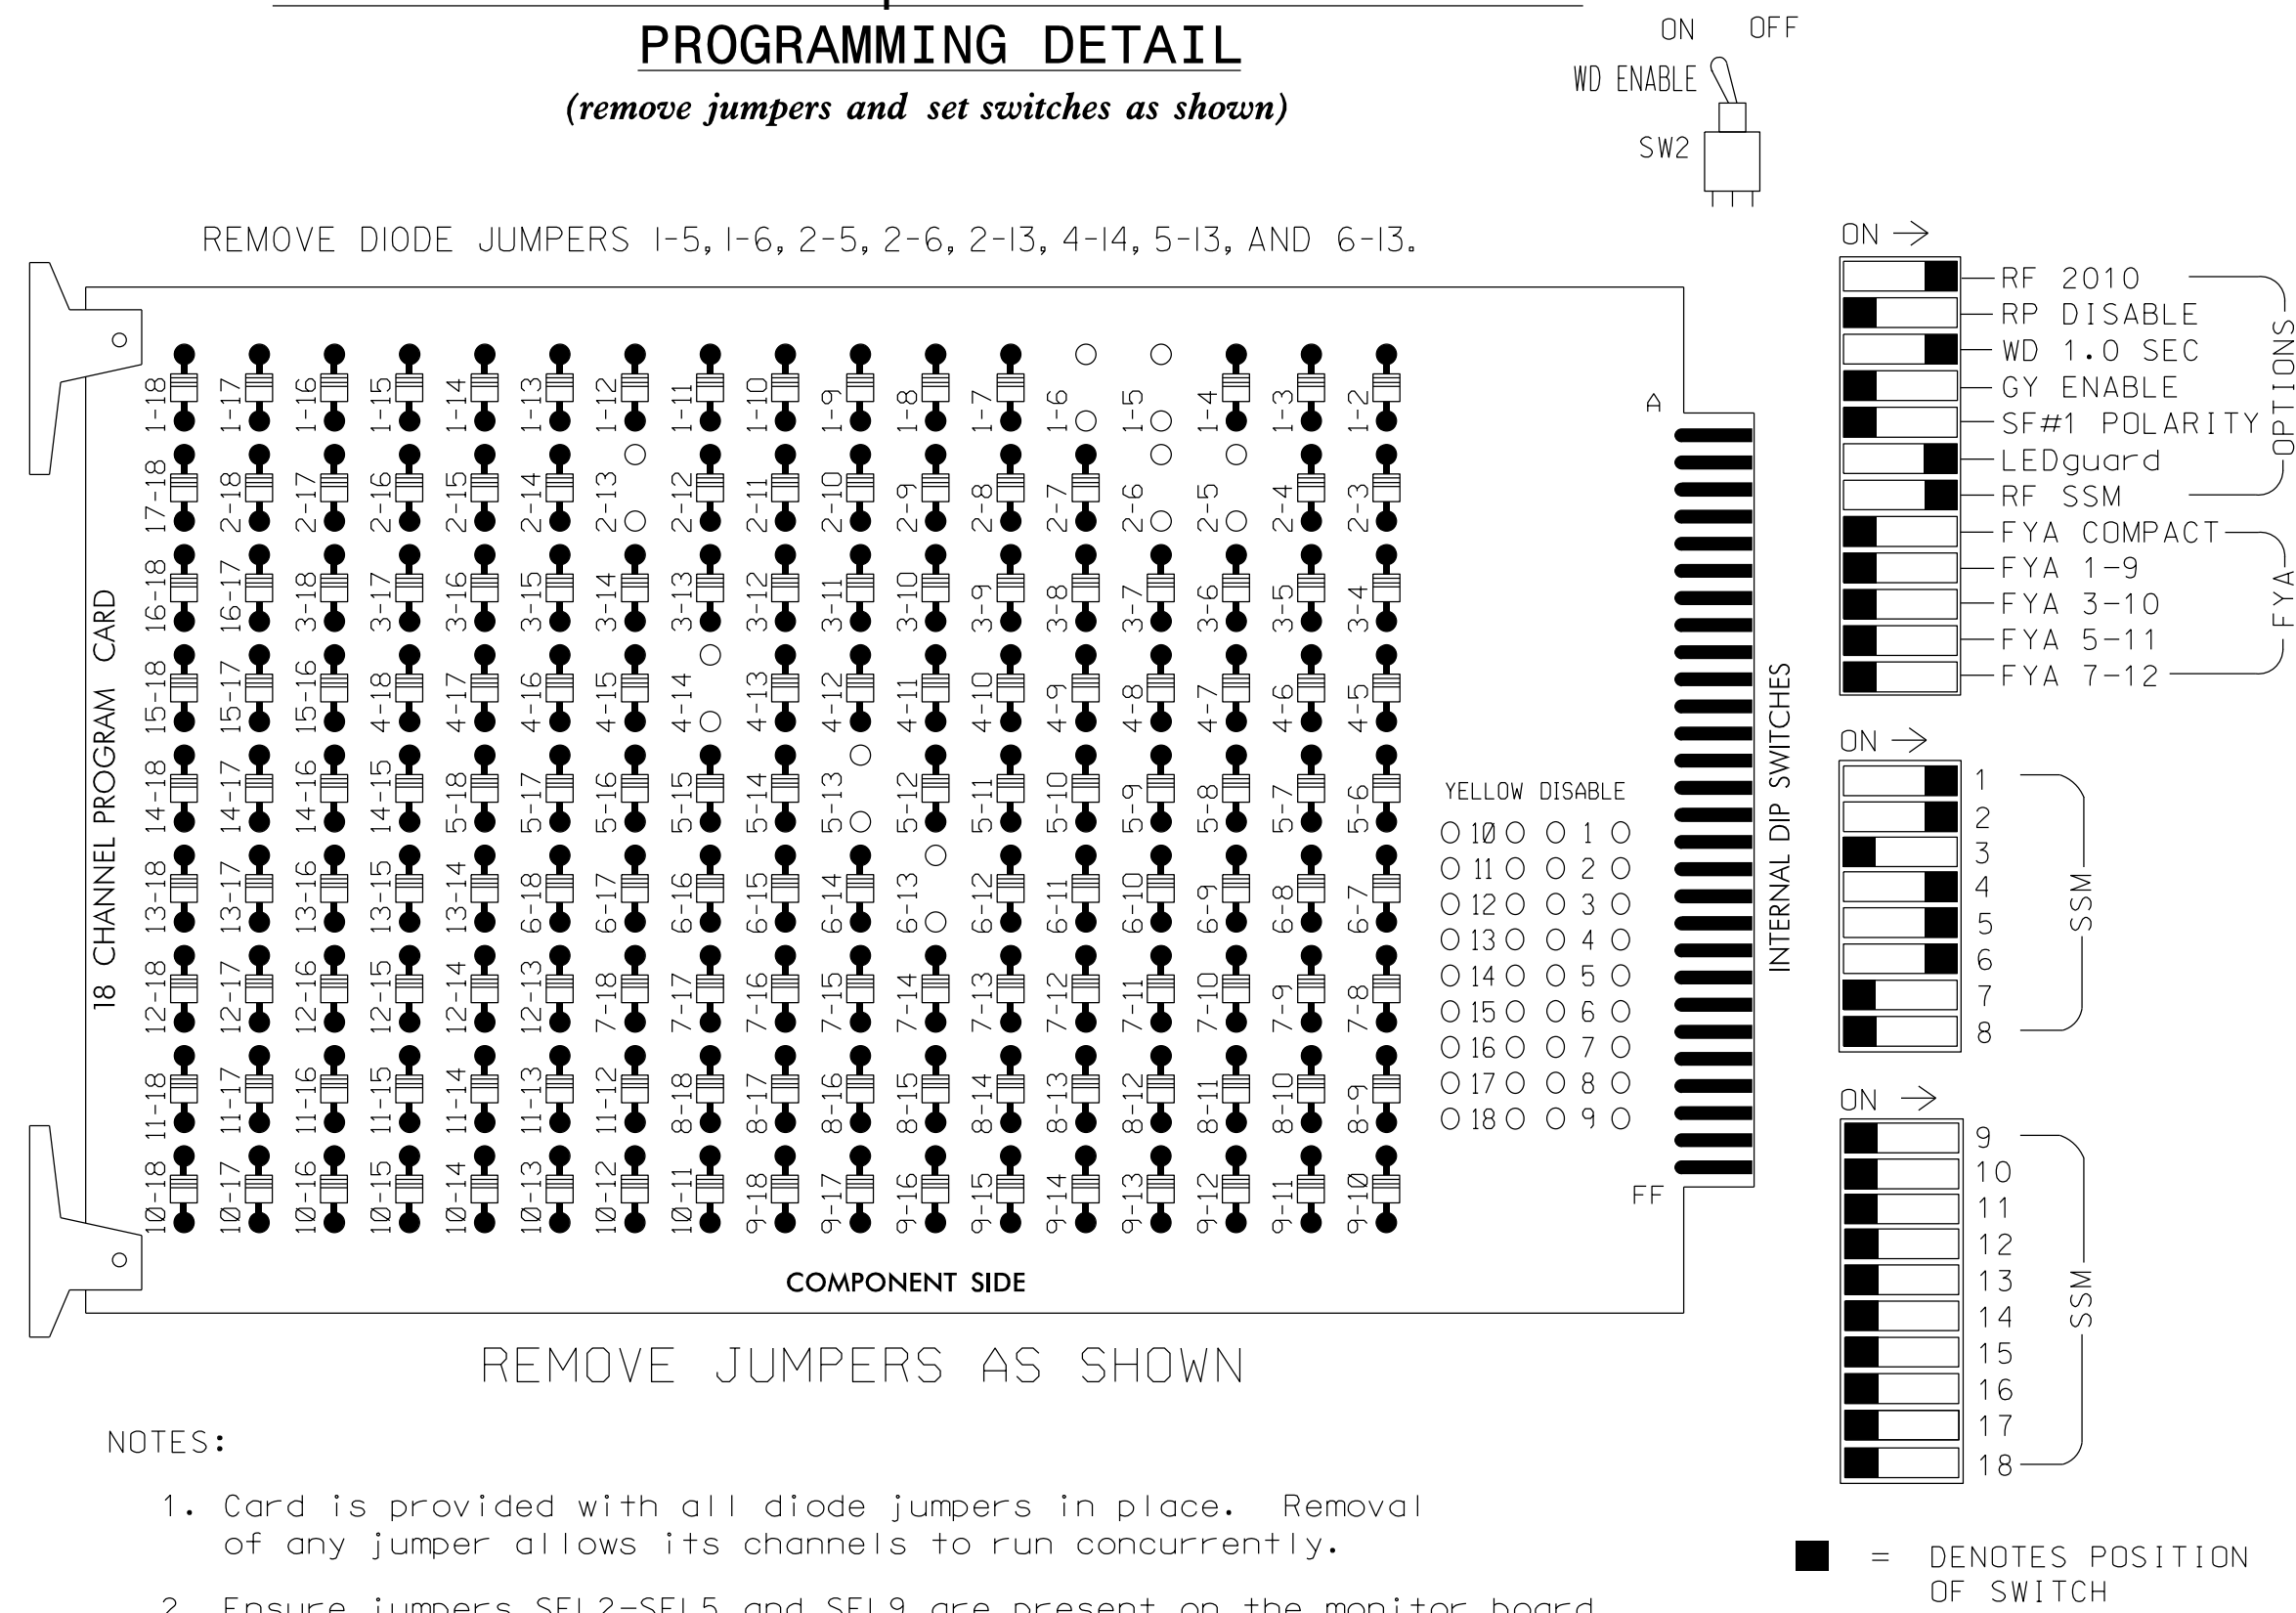 PROGRAMMING DETAIL
(remove jumpers and set switches as shown)
ON OFF
WD ENABLE
SW2
REMOVE DIODE JUMPERS 1-5, 1-6, 2-5, 2-6, 2-13, 4-14, 5-13, AND 6-13.
18 CHANNEL PROGRAM CARD
1-18 1-17 1-16 1-15 1-14 1-13 1-12 1-11 1-10 1-9 1-8 1-7 1-6 1-5 1-4 1-3 1-2
17-18 2-18 2-17 2-16 2-15 2-14 2-13 2-12 2-11 2-10 2-9 2-8 2-7 2-6 2-5 2-4 2-3
16-18 16-17 3-18 3-17 3-16 3-15 3-14 3-13 3-12 3-11 3-10 3-9 3-8 3-7 3-6 3-5 3-4
15-18 15-17 15-16 4-18 4-17 4-16 4-15 4-14 4-13 4-12 4-11 4-10 4-9 4-8 4-7 4-6 4-5
14-18 14-17 14-16 14-15 5-18 5-17 5-16 5-15 5-14 5-13 5-12 5-11 5-10 5-9 5-8 5-7 5-6
13-18 13-17 13-16 13-15 13-14 6-18 6-17 6-16 6-15 6-14 6-13 6-12 6-11 6-10 6-9 6-8 6-7
12-18 12-17 12-16 12-15 12-14 12-13 7-18 7-17 7-16 7-15 7-14 7-13 7-12 7-11 7-10 7-9 7-8
11-18 11-17 11-16 11-15 11-14 11-13 11-12 8-18 8-17 8-16 8-15 8-14 8-13 8-12 8-11 8-10 8-9
10-18 10-17 10-16 10-15 10-14 10-13 10-12 10-11 9-18 9-17 9-16 9-15 9-14 9-13 9-12 9-11 9-10
A
FF
YELLOW DISABLE
10 1
11 2
12 3
13 4
14 5
15 6
16 7
17 8
18 9
COMPONENT SIDE
INTERNAL DIP SWITCHES
ON
RF 2010
RP DISABLE
WD 1.0 SEC
GY ENABLE
SF#1 POLARITY
LEDguard
RF SSM
OPTIONS
FYA COMPACT
FYA 1-9
FYA 3-10
FYA 5-11
FYA 7-12
FYA
ON
1
2
3
4
5
6
7
8
SSM
ON
9
10
11
12
13
14
15
16
17
18
SSM
REMOVE JUMPERS AS SHOWN
NOTES:
1. Card is provided with all diode jumpers in place. Removal
of any jumper allows its channels to run concurrently.
2. Ensure jumpers SEL2-SEL5 and SEL9 are present on the monitor board.
= DENOTES POSITION
OF SWITCH